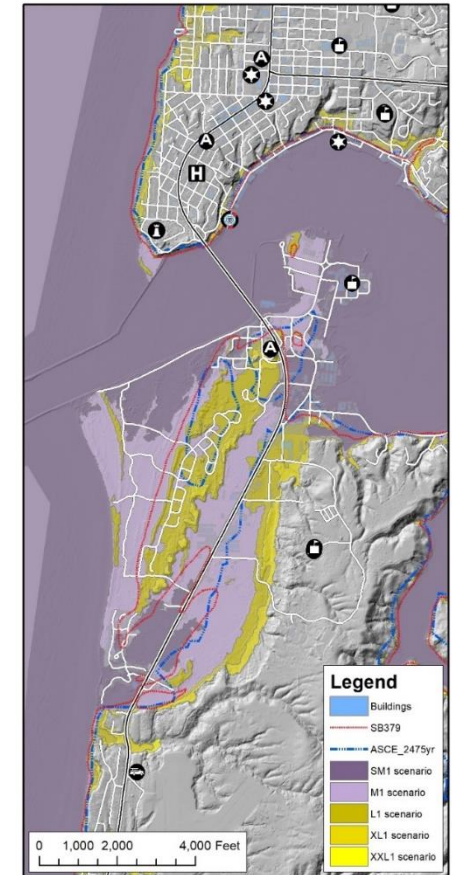 A
A
H
A
Legend
Buildings
SB379
ASCE_2475yr
SM1 scenario
M1 scenario
L1 scenario
XL1 scenario
XXL1 scenario
0 1,000 2,000 4,000 Feet